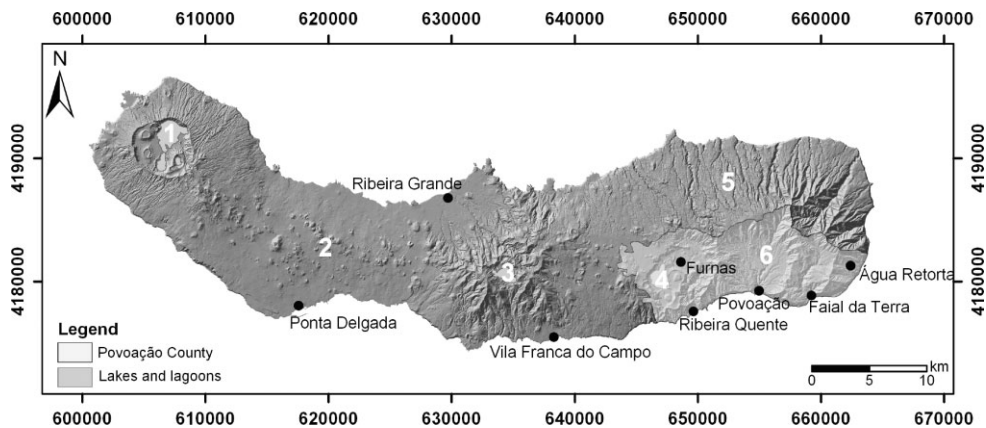 600000 610000 620000 630000 640000 650000 660000 670000
N
4190000 4190000
4180000 4180000
1
2
3
4
5
6
Ribeira Grande
Furnas
Água Retorta
Povoação
Faial da Terra
Ponta Delgada
Ribeira Quente
Vila Franca do Campo
Legend
Povoação County
Lakes and lagoons
km
0 5 10
600000 610000 620000 630000 640000 650000 660000 670000